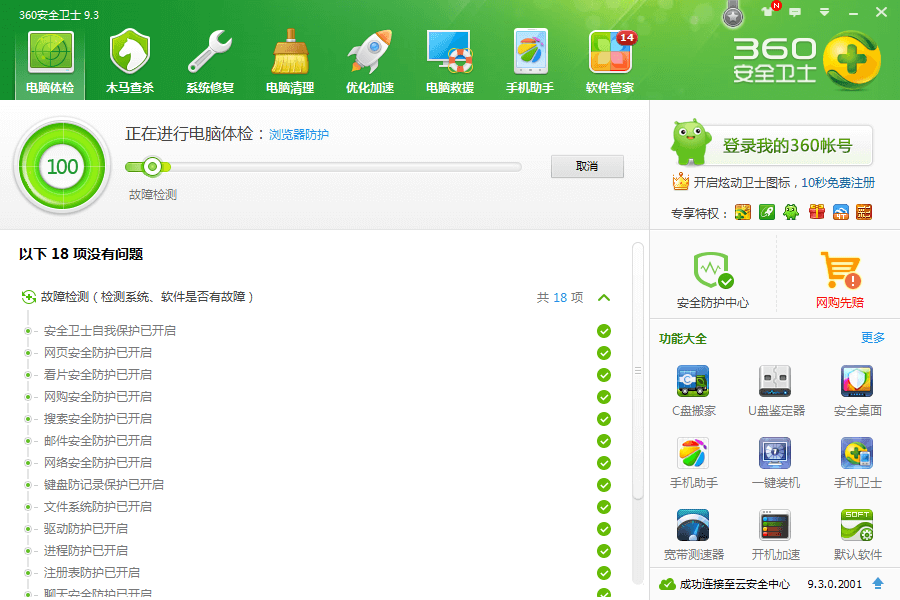 360安全卫士 9.3
N
电脑体检
木马查杀
系统修复
电脑清理
优化加速
电脑救援
手机助手
14
软件管家
360
安全卫士
100
正在进行电脑体检：浏览器防护
故障检测
取消
登录我的360帐号
开启炫动卫士图标，10秒免费注册
专享特权：
以下 18 项没有问题
故障检测（检测系统、软件是否有故障）
共 18 项
安全卫士自我保护已开启
网页安全防护已开启
看片安全防护已开启
网购安全防护已开启
搜索安全防护已开启
邮件安全防护已开启
网络安全防护已开启
键盘防记录保护已开启
文件系统防护已开启
驱动防护已开启
进程防护已开启
注册表防护已开启
聊天安全防护已开启
安全防护中心
网购先赔
功能大全
更多
C盘搬家
U盘鉴定器
安全桌面
手机助手
一键装机
手机卫士
宽带测速器
开机加速
SOFT
默认软件
成功连接至云安全中心
9.3.0.2001